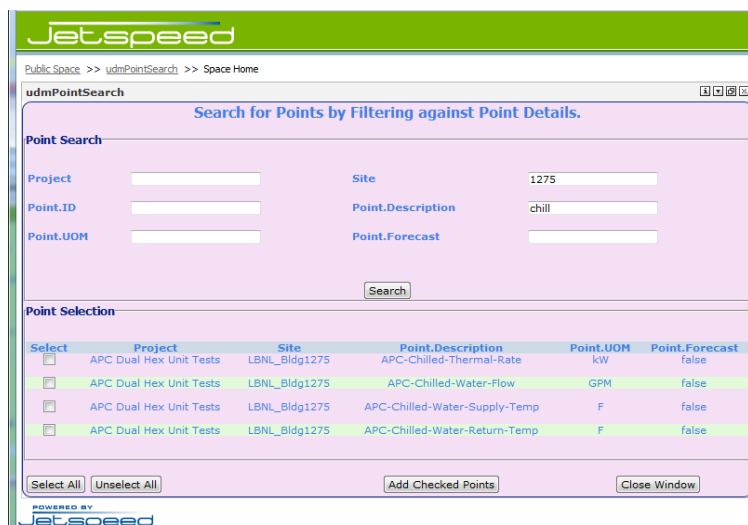 Jetspeed
Public Space >> udmPointSearch >> Space Home
udmPointSearch
Search for Points by Filtering against Point Details.
Point Search
Project Site 1275
Point.ID Point.Description chill
Point.UOM Point.Forecast
Search
Point Selection
Select Project Site Point.Description Point.UOM Point.Forecast
APC Dual Hex Unit Tests LBNL_Bldg1275 APC-Chilled-Thermal-Rate kW false
APC Dual Hex Unit Tests LBNL_Bldg1275 APC-Chilled-Water-Flow GPM false
APC Dual Hex Unit Tests LBNL_Bldg1275 APC-Chilled-Water-Supply-Temp F false
APC Dual Hex Unit Tests LBNL_Bldg1275 APC-Chilled-Water-Return-Temp F false
Select All Unselect All Add Checked Points Close Window
POWERED BY
Jetspeed